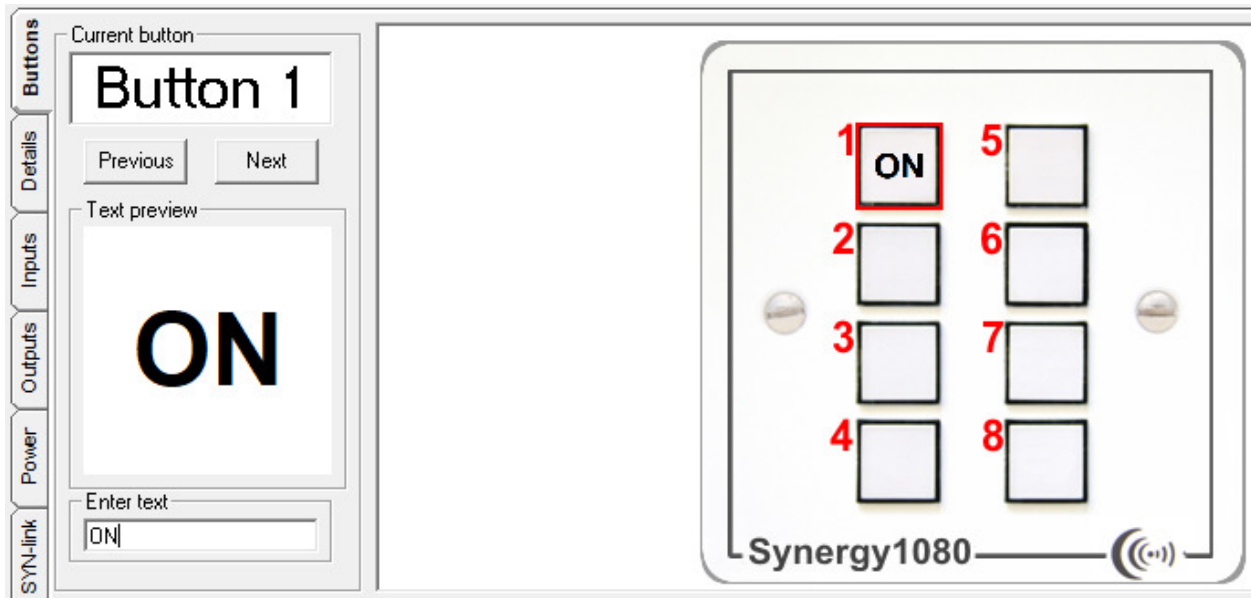 Buttons
Details
Inputs
Outputs
Power
SYN-link
Current button
Button 1
Previous
Next
Text preview
ON
Enter text
ON
1
ON
5
2
6
3
7
4
8
Synergy1080